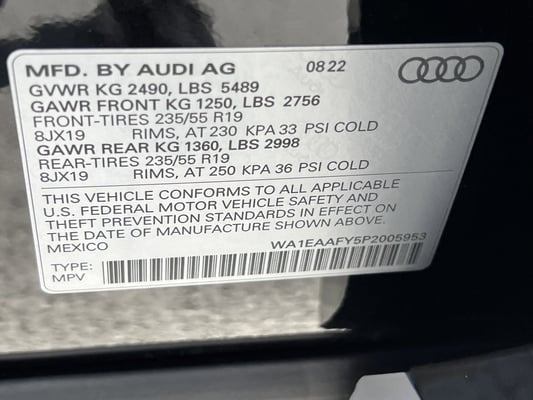 MFD. BY AUDI AG 08 22
GVWR KG 2490, LBS 5489
GAWR FRONT KG 1250, LBS 2756
FRONT-TIRES 235/55 R19
8JX19 RIMS, AT 230 KPA 33 PSI COLD
GAWR REAR KG 1360, LBS 2998
REAR-TIRES 235/55 R19
8JX19 RIMS, AT 250 KPA 36 PSI COLD
THIS VEHICLE CONFORMS TO ALL APPLICABLE
U.S. FEDERAL MOTOR VEHICLE SAFETY AND
THEFT PREVENTION STANDARDS IN EFFECT ON
THE DATE OF MANUFACTURE SHOWN ABOVE.
MEXICO WA1EAAFY5P2005953
TYPE:
MPV